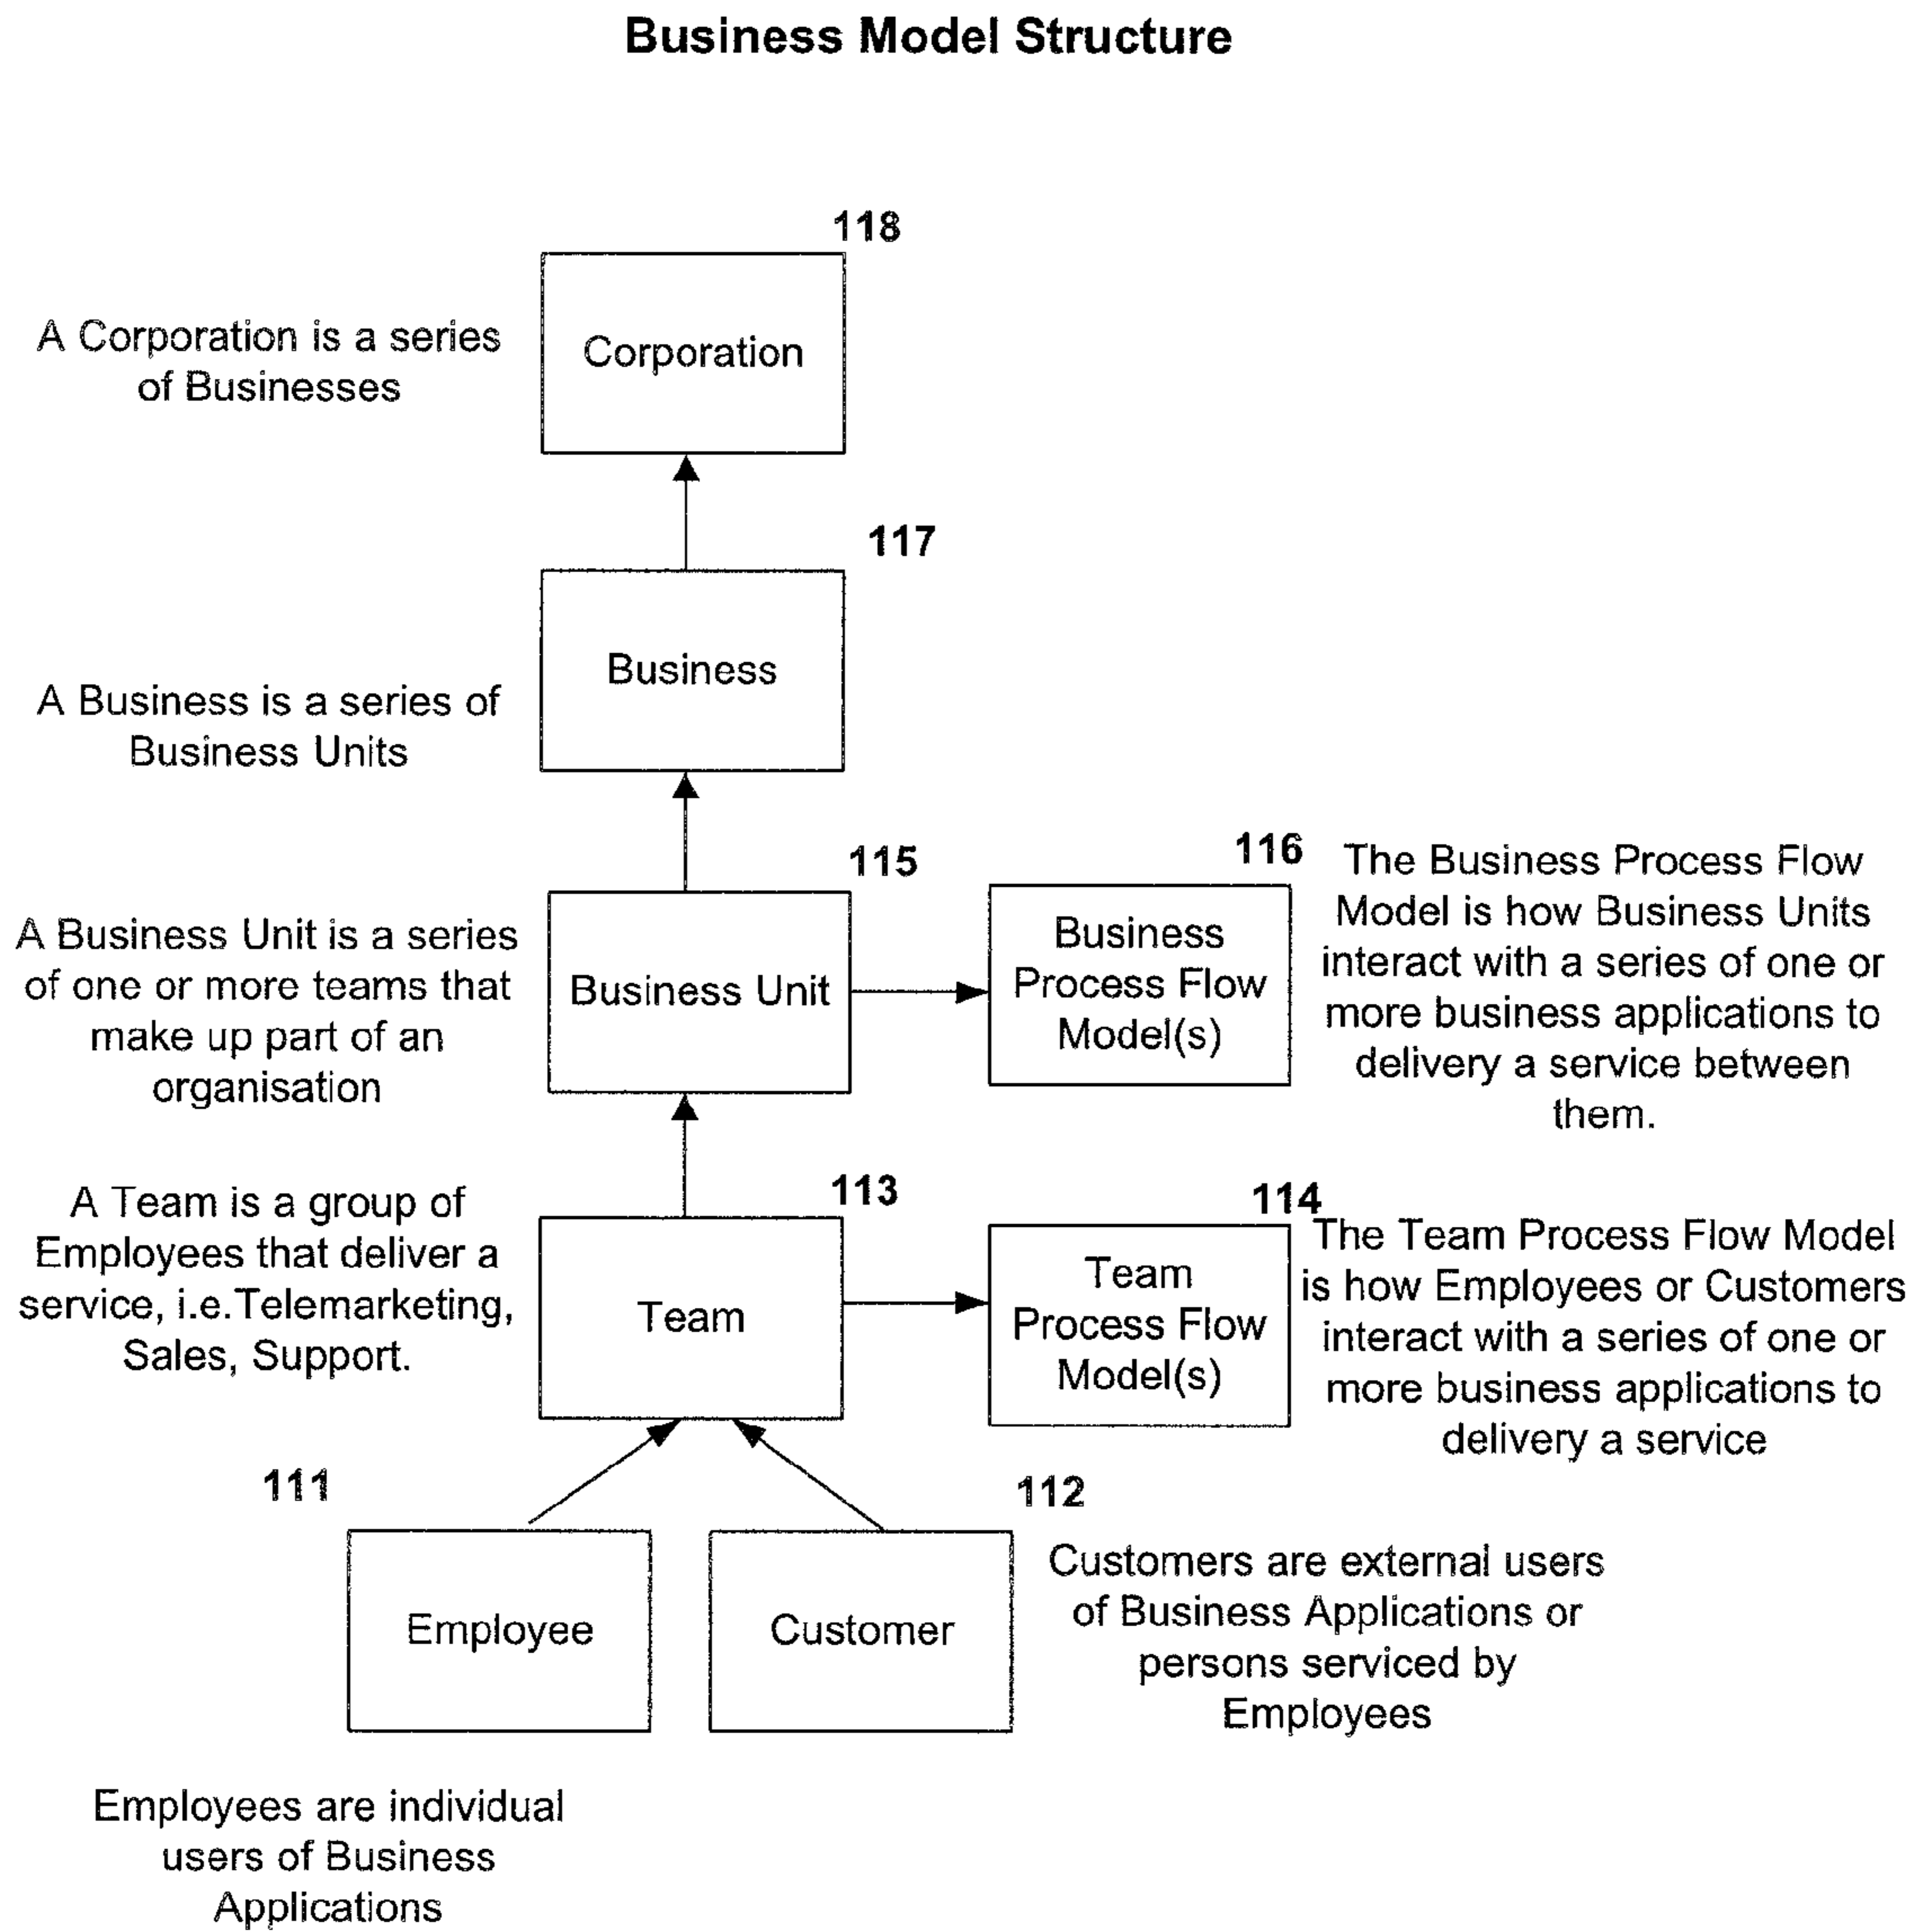 Business Model Structure
118
A Corporation is a series
of Businesses
Corporation
117
Business
A Business is a series of
Business Units
115
116
A Business Unit is a series
of one or more teams that
make up part of an
organisation
Business Unit
Business
Process Flow
Model(s)
The Business Process Flow
Model is how Business Units
interact with a series of one or
more business applications to
delivery a service between
them.
113
114
A Team is a group of
Employees that deliver a
service, i.e.Telemarketing,
Sales, Support.
Team
Team
Process Flow
Model(s)
The Team Process Flow Model
is how Employees or Customers
interact with a series of one or
more business applications to
delivery a service
111
112
Employee
Customer
Customers are external users
of Business Applications or
persons serviced by
Employees
Employees are individual
users of Business
Applications